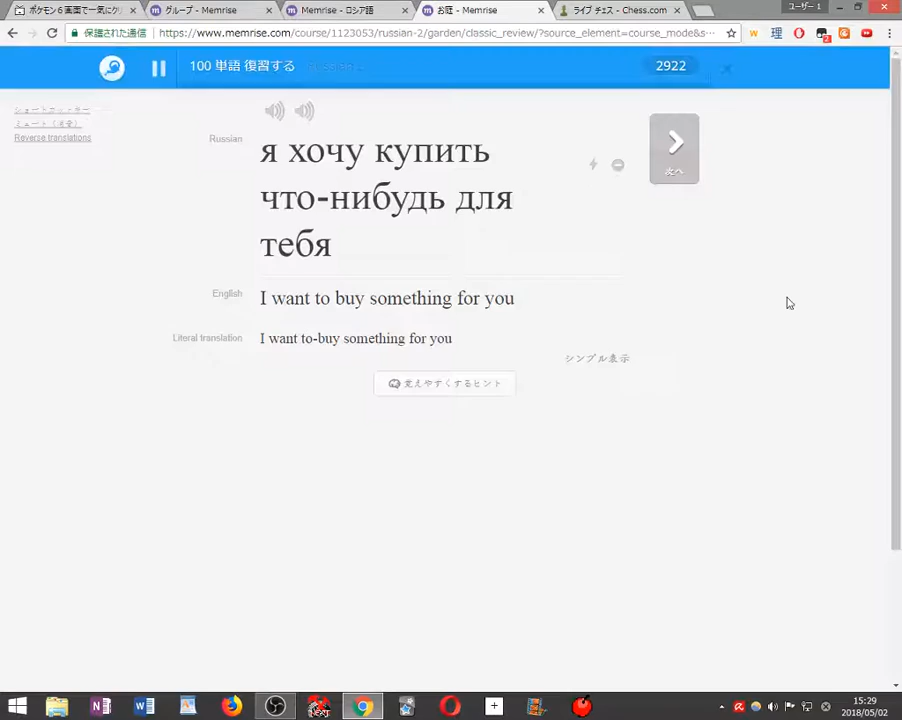 ポケモン6画面で一気にクリ
グループ - Memrise
Memrise - ロシア語
お庭 - Memrise
ライブ チェス - Chess.com
ユーザー 1
保護された通信
https://www.memrise.com/course/1123053/russian-2/garden/classic_review/?source_element=course_mode&s...
100 単語 復習する
2922
Reverse translations
Russian
я хочу купить
что-нибудь для
тебя
次へ
English
I want to buy something for you
Literal translation
I want to-buy something for you
シンプル表示
覚えやすくするヒント
15:29
2018/05/02